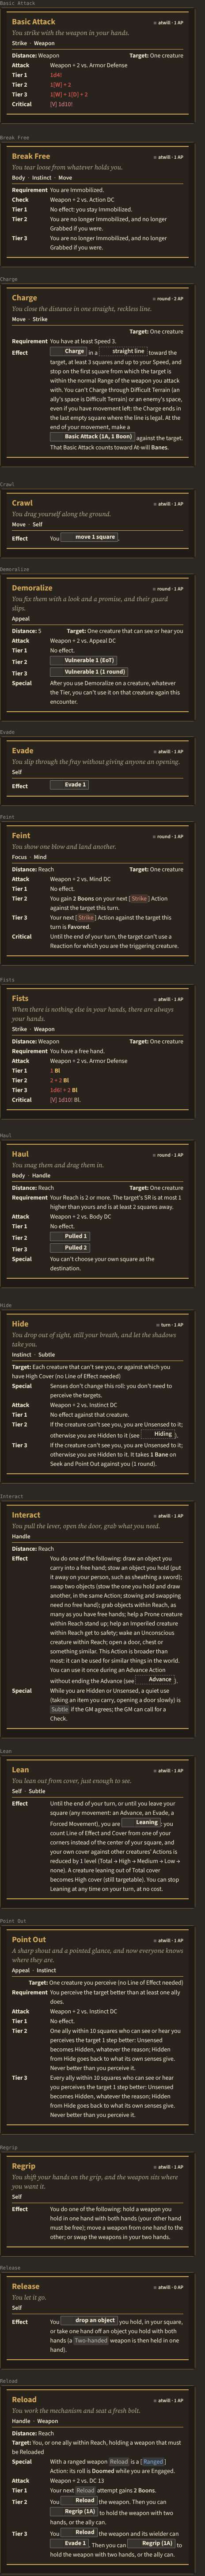 Basic Attack
Basic Attack
atwill · 1 AP
You strike with the weapon in your hands.
Strike · Weapon
Distance: Weapon Target: One creature
Attack Weapon + 2 vs. Armor Defense
Tier 1 1d4!
Tier 2 1[W] + 2
Tier 3 1[W] + 1[D] + 2
Critical [V] 1d10!
Break Free
Break Free
atwill · 1 AP
You tear loose from whatever holds you.
Body · Instinct · Move
Requirement You are Immobilized.
Check Weapon + 2 vs. Action DC
Tier 1 No effect: you stay Immobilized.
Tier 2 You are no longer Immobilized, and no longer
Grabbed if you were.
Tier 3 You are no longer Immobilized, and no longer
Grabbed if you were.
Charge
Charge
round · 2 AP
You close the distance in one straight, reckless line.
Move · Strike
Target: One creature
Requirement You have at least Speed 3.
Effect Charge in a straight line toward the
target, at least 3 squares and up to your Speed, and
stop on the first square from which the target is
within the normal Range of the weapon you attack
with. You can't Charge through Difficult Terrain (an
ally's space is Difficult Terrain) or an enemy's space,
even if you have movement left: the Charge ends in
the last empty square where the line is legal. At the
end of your movement, make a
Basic Attack (1A, 1 Boon) against the target.
That Basic Attack counts toward At-will Banes.
Crawl
Crawl
atwill · 1 AP
You drag yourself along the ground.
Move · Self
Effect You move 1 square.
Demoralize
Demoralize
round · 1 AP
You fix them with a look and a promise, and their guard
slips.
Appeal
Distance: 5 Target: One creature that can see or hear you
Attack Weapon + 2 vs. Appeal DC
Tier 1 No effect.
Tier 2 Vulnerable 1 (EoT)
Tier 3 Vulnerable 1 (1 round)
Special After you use Demoralize on a creature, whatever
the Tier, you can't use it on that creature again this
encounter.
Evade
Evade
atwill · 1 AP
You slip through the fray without giving anyone an opening.
Self
Effect Evade 1
Feint
Feint
round · 1 AP
You show one blow and land another.
Focus · Mind
Distance: Reach Target: One creature
Attack Weapon + 2 vs. Mind DC
Tier 1 No effect.
Tier 2 You gain 2 Boons on your next [Strike] Action
against the target this turn.
Tier 3 Your next [Strike] Action against the target this
turn is Favored.
Critical Until the end of your turn, the target can't use a
Reaction for which you are the triggering creature.
Fists
Fists
atwill · 1 AP
When there is nothing else in your hands, there are always
your hands.
Strike · Weapon
Distance: Weapon Target: One creature
Requirement You have a free hand.
Attack Weapon + 2 vs. Armor Defense
Tier 1 1 Bl
Tier 2 2 + 2 Bl
Tier 3
Critical [V] 1d10! Bl.
Haul
Haul
round · 1 AP
You snag them and drag them in.
Body · Handle
Distance: Reach Target: One creature
Requirement Your Reach is 2 or more. The target's SR is at most 1
higher than yours and is at least 2 squares away.
Attack Weapon + 2 vs. Body DC
Tier 1 No effect.
Tier 2 Pulled 1
Tier 3 Pulled 2
Special You can't choose your own square as the
destination.
Hide
Hide
turn · 1 AP
You drop out of sight, still your breath, and let the shadows
take you.
Instinct · Subtle
Target: Each creature that can't see you, or against which you
have High Cover (no Line of Effect needed)
Special Senses don't change this roll: you don't need to
perceive the targets.
Attack Weapon + 2 vs. Instinct DC
Tier 1 No effect against that creature.
Tier 2 If the creature can't see you, you are Unsensed to it;
otherwise you are Hidden to it (see Hiding ).
Tier 3 If the creature can't see you, you are Unsensed to it;
otherwise you are Hidden to it. It takes 1 Bane on
Seek and Point Out against you (1 round).
Interact
Interact
atwill · 1 AP
You pull the lever, open the door, grab what you need.
Handle
Distance: Reach
Effect You do one of the following: draw an object you
carry into a free hand; stow an object you hold (put
it away on your person, such as sheathing a sword);
swap two objects (stow the one you hold and draw
another, in the same Action; stowing and swapping
need no free hand); grab objects within Reach, as
many as you have free hands; help a Prone creature
within Reach stand up; help an Imperiled creature
within Reach get to safety; wake an Unconscious
creature within Reach; open a door, chest or
something similar. This Action is broader than
most: it can be used for similar things in the world.
You can use it once during an Advance Action
without ending the Advance (see Advance ).
Special While you are Hidden or Unsensed, a quiet use
(taking an item you carry, opening a door slowly) is
Subtle if the GM agrees; the GM can call for a
Check.
Lean
Lean
atwill · 1 AP
You lean out from cover, just enough to see.
Self · Subtle
Effect Until the end of your turn, or until you leave your
square (any movement: an Advance, an Evade, a
Forced Movement), you are Leaning : you
count Line of Effect and Cover from one of your
corners instead of the center of your square, and
your own cover against other creatures' Actions is
reduced by 1 level (Total → High → Medium → Low →
none). A creature leaning out of Total cover
becomes High cover (still targetable). You can stop
Leaning at any time on your turn, at no cost.
Point Out
Point Out
atwill · 1 AP
A sharp shout and a pointed glance, and now everyone knows
where they are.
Appeal · Instinct
Target: One creature you perceive (no Line of Effect needed)
Requirement You perceive the target better than at least one ally
does.
Attack Weapon + 2 vs. Instinct DC
Tier 1 No effect.
Tier 2 One ally within 10 squares who can see or hear you
perceives the target 1 step better: Unsensed
becomes Hidden, whatever the reason; Hidden
from Hide goes back to what its own senses give.
Never better than you perceive it.
Tier 3 Every ally within 10 squares who can see or hear
you perceives the target 1 step better: Unsensed
becomes Hidden, whatever the reason; Hidden
from Hide goes back to what its own senses give.
Never better than you perceive it.
Regrip
Regrip
atwill · 1 AP
You shift your hands on the grip, and the weapon sits where
you want it.
Self
Effect You do one of the following: hold a weapon you
hold in one hand with both hands (your other hand
must be free); move a weapon from one hand to the
other; or swap the weapons in your two hands.
Release
Release
atwill · 0 AP
You let it go.
Self
Effect You drop an object you hold, in your square,
or take one hand off an object you hold with both
hands (a Two-handed weapon is then held in one
hand).
Reload
Reload
atwill · 1 AP
You work the mechanism and seat a fresh bolt.
Handle · Weapon
Distance: Reach
Target: You, or one ally within Reach, holding a weapon that must
be Reloaded
Special With a ranged weapon Reload is a [Ranged]
Action: its roll is Doomed while you are Engaged.
Attack Weapon + 2 vs. DC 13
Tier 1 Your next Reload attempt gains 2 Boons.
Tier 2 You Reload the weapon. Then you can
Regrip (1A) to hold the weapon with two
hands, or the ally can.
Tier 3 You Reload the weapon and its wielder can
Evade 1 . Then you can Regrip (1A) to
hold the weapon with two hands, or the ally can.